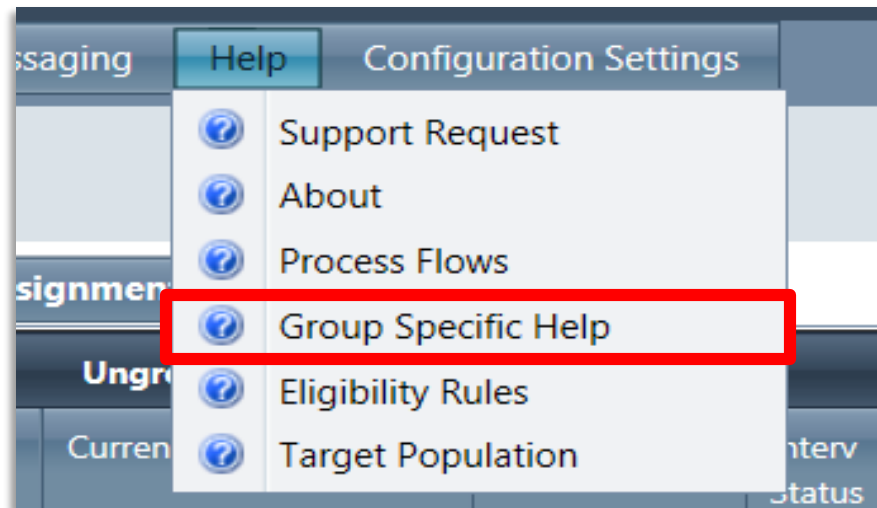 ssaging Help Configuration Settings
Support Request
About
Process Flows
signmen
Group Specific Help
Ungr
Eligibility Rules
Curren
Target Population
nterv
Status